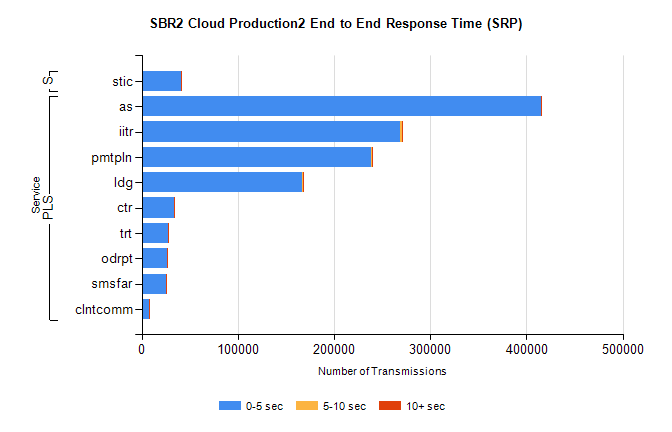 SBR2 Cloud Production2 End to End Response Time (SRP)
Service
S
PLS
stic
as
iitr
pmtpln
ldg
ctr
trt
odrpt
smsfar
clntcomm
0 100000 200000 300000 400000 500000
Number of Transmissions
0-5 sec 5-10 sec 10+ sec